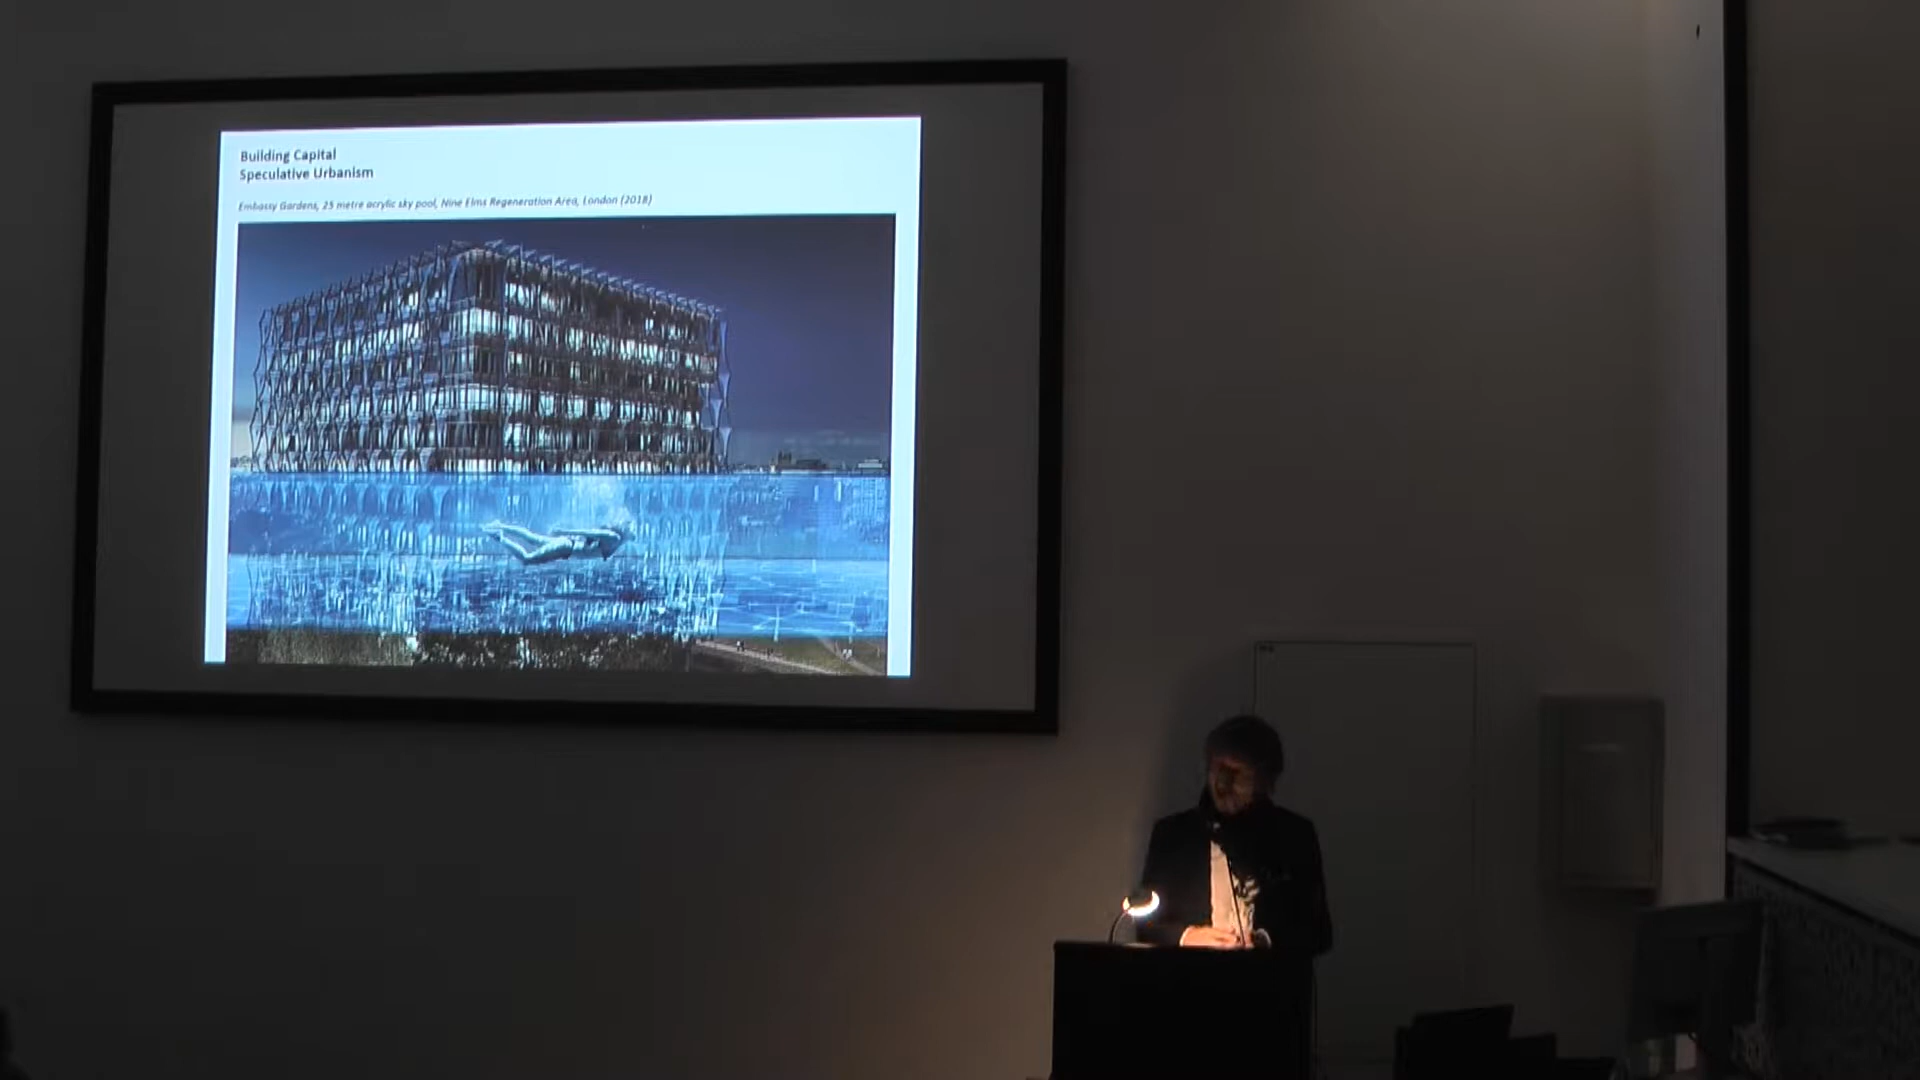 Building Capital
Speculative Urbanism
Embassy Gardens, 25 metre acrylic sky pool, Nine Elms Regeneration Area, London (2018)